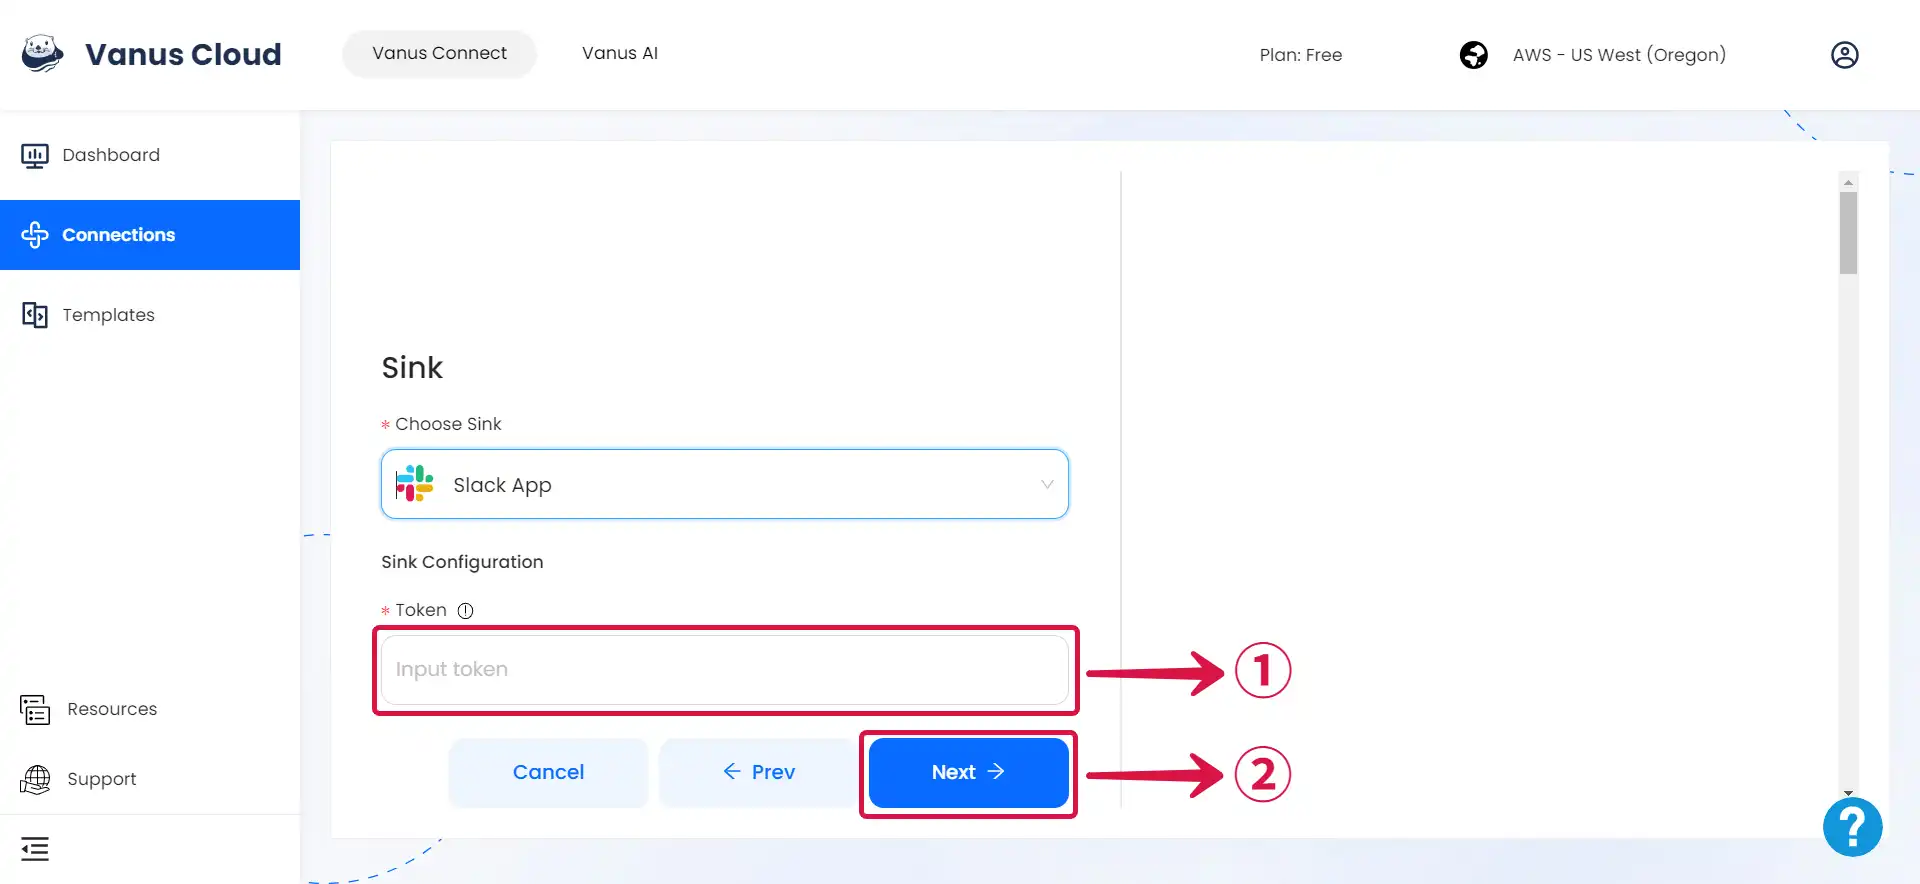 Vanus Cloud
Vanus Connect
Vanus AI
Plan: Free
AWS - US West (Oregon)
Dashboard
Connections
Templates
Resources
Support
Sink
* Choose Sink
Slack App
Sink Configuration
* Token
Input token
1
Cancel
← Prev
Next →
2
?